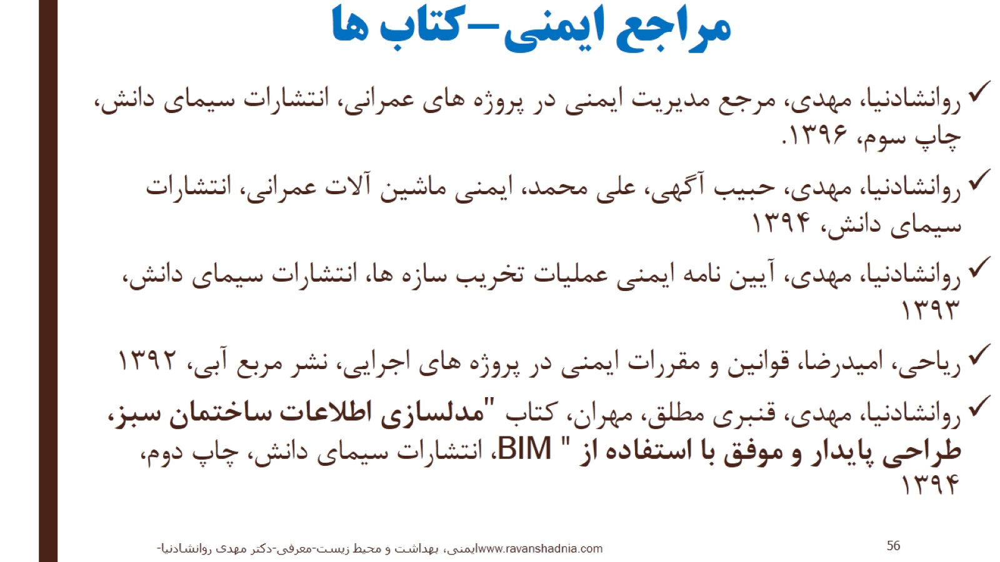 مراجع ایمنی–کتاب ها
✓ روانشادنیا، مهدی، مرجع مدیریت ایمنی در پروژه های عمرانی، انتشارات سیمای دانش،
چاپ سوم، ۱۳۹۶.
✓ روانشادنیا، مهدی، حبیب آگهی، علی محمد، ایمنی ماشین آلات عمرانی، انتشارات
سیمای دانش، ۱۳۹۴
✓ روانشادنیا، مهدی، آیین نامه ایمنی عملیات تخریب سازه ها، انتشارات سیمای دانش،
۱۳۹۳
✓ ریاحی، امیدرضا، قوانین و مقررات ایمنی در پروژه های اجرایی، نشر مربع آبی، ۱۳۹۲
✓ روانشادنیا، مهدی، قنبری مطلق، مهران، کتاب "مدلسازی اطلاعات ساختمان سبز،
طراحی پایدار و موفق با استفاده از " BIM، انتشارات سیمای دانش، چاپ دوم،
۱۳۹۴
www.ravanshadnia.comایمنی، بهداشت و محیط زیست-معرفی-دکتر مهدی روانشادنیا-
56